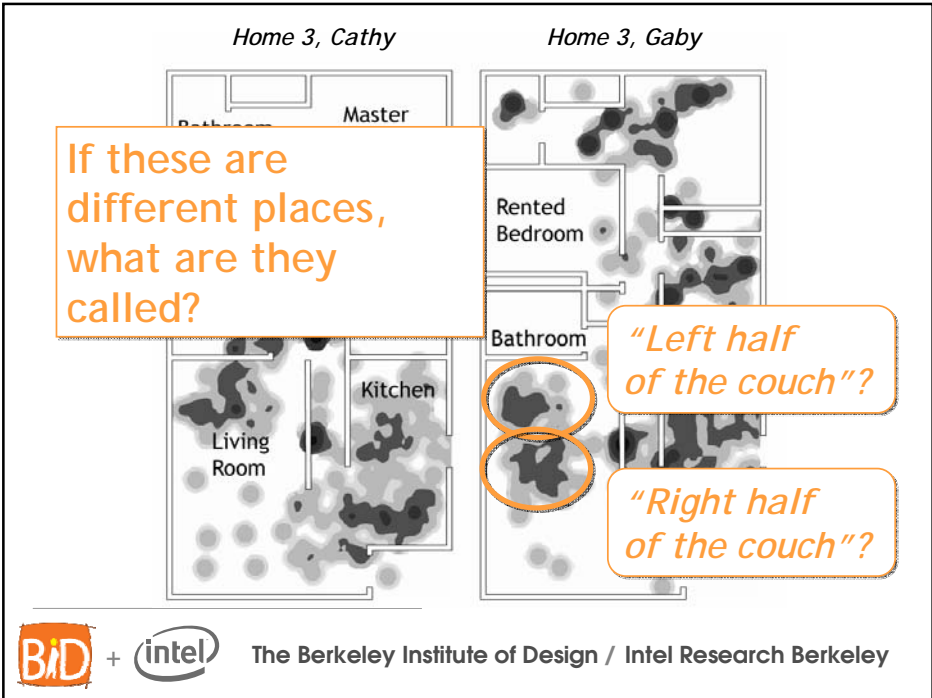 Home 3, Cathy
Home 3, Gaby
Master
If these are
different places,
what are they
called?
Rented
Bedroom
Bathroom
"Left half
of the couch"?
Kitchen
Living
Room
"Right half
of the couch"?
BiD + intel The Berkeley Institute of Design / Intel Research Berkeley